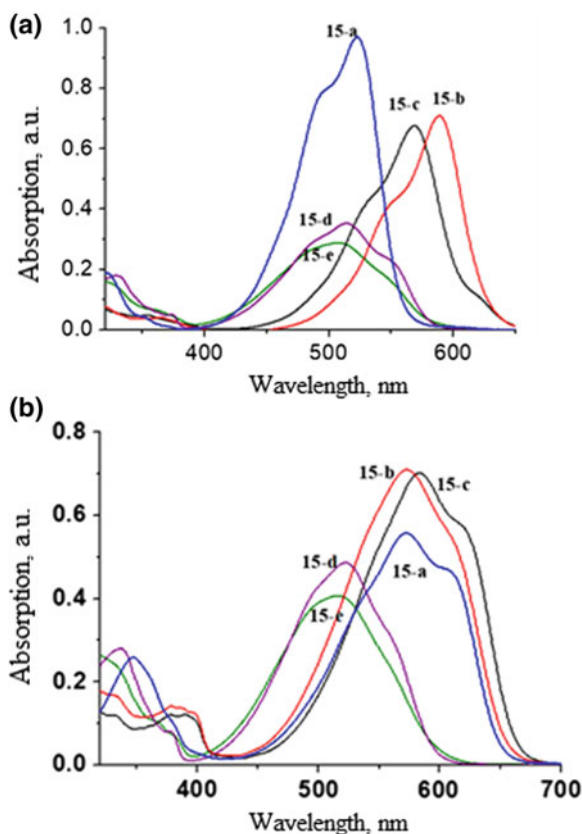 (a)
1.0
0.8
0.6
0.4
0.2
0.0
Absorption, a.u.
15-a
15-c
15-b
15-d
15-e
400 500 600
Wavelength, nm
(b)
0.8
0.6
0.4
0.2
0.0
Absorption, a.u.
15-b
15-c
15-d
15-a
15-e
400 500 600 700
Wavelength, nm